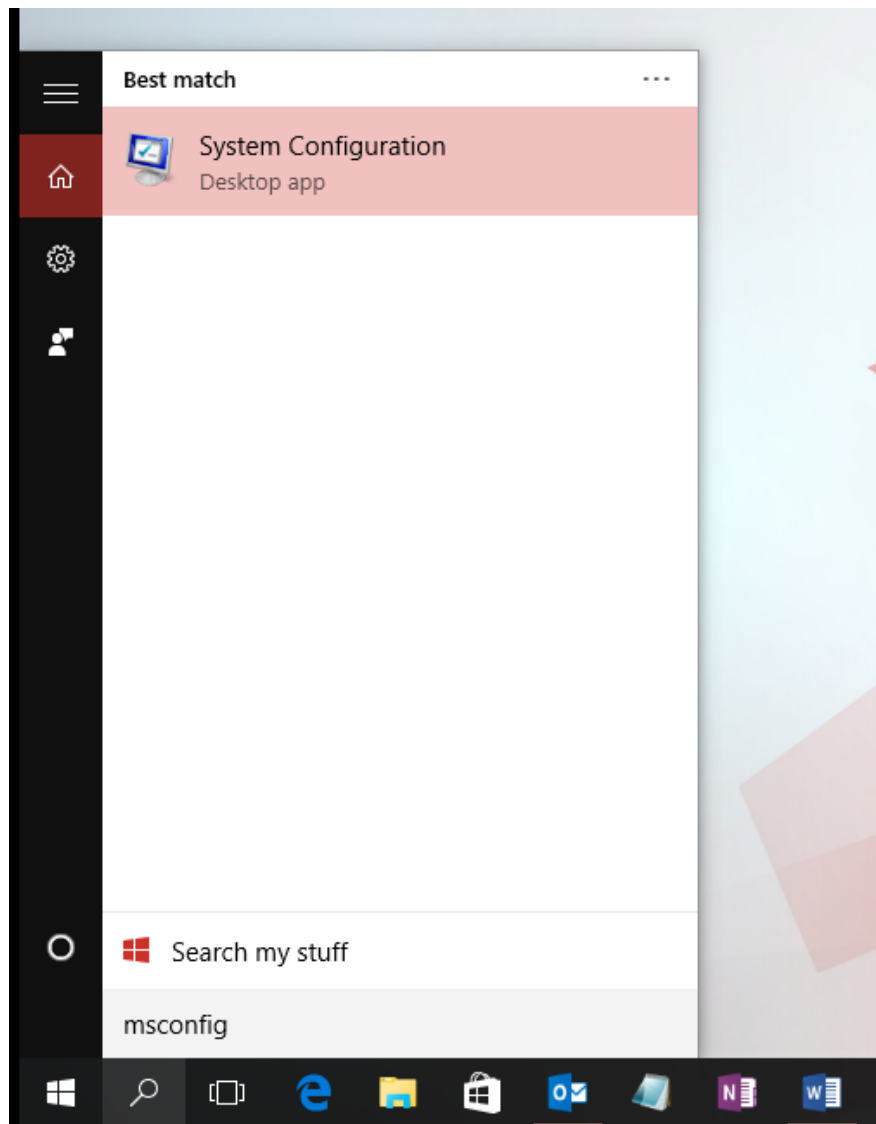 Best match
System Configuration
Desktop app
Search my stuff
msconfig